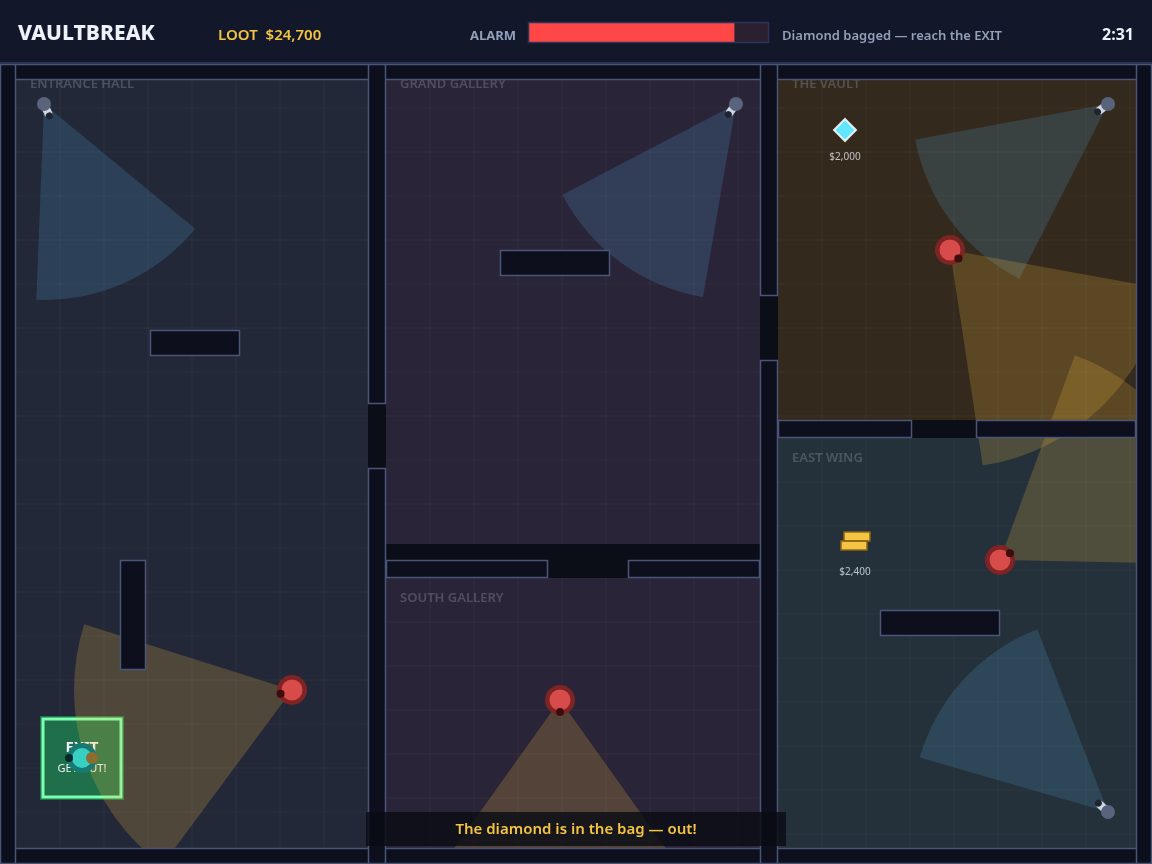 VAULTBREAK
LOOT $24,700
ALARM
Diamond bagged — reach the EXIT
2:31
ENTRANCE HALL
GRAND GALLERY
THE VAULT
$2,000
EAST WING
$2,400
SOUTH GALLERY
The diamond is in the bag — out!